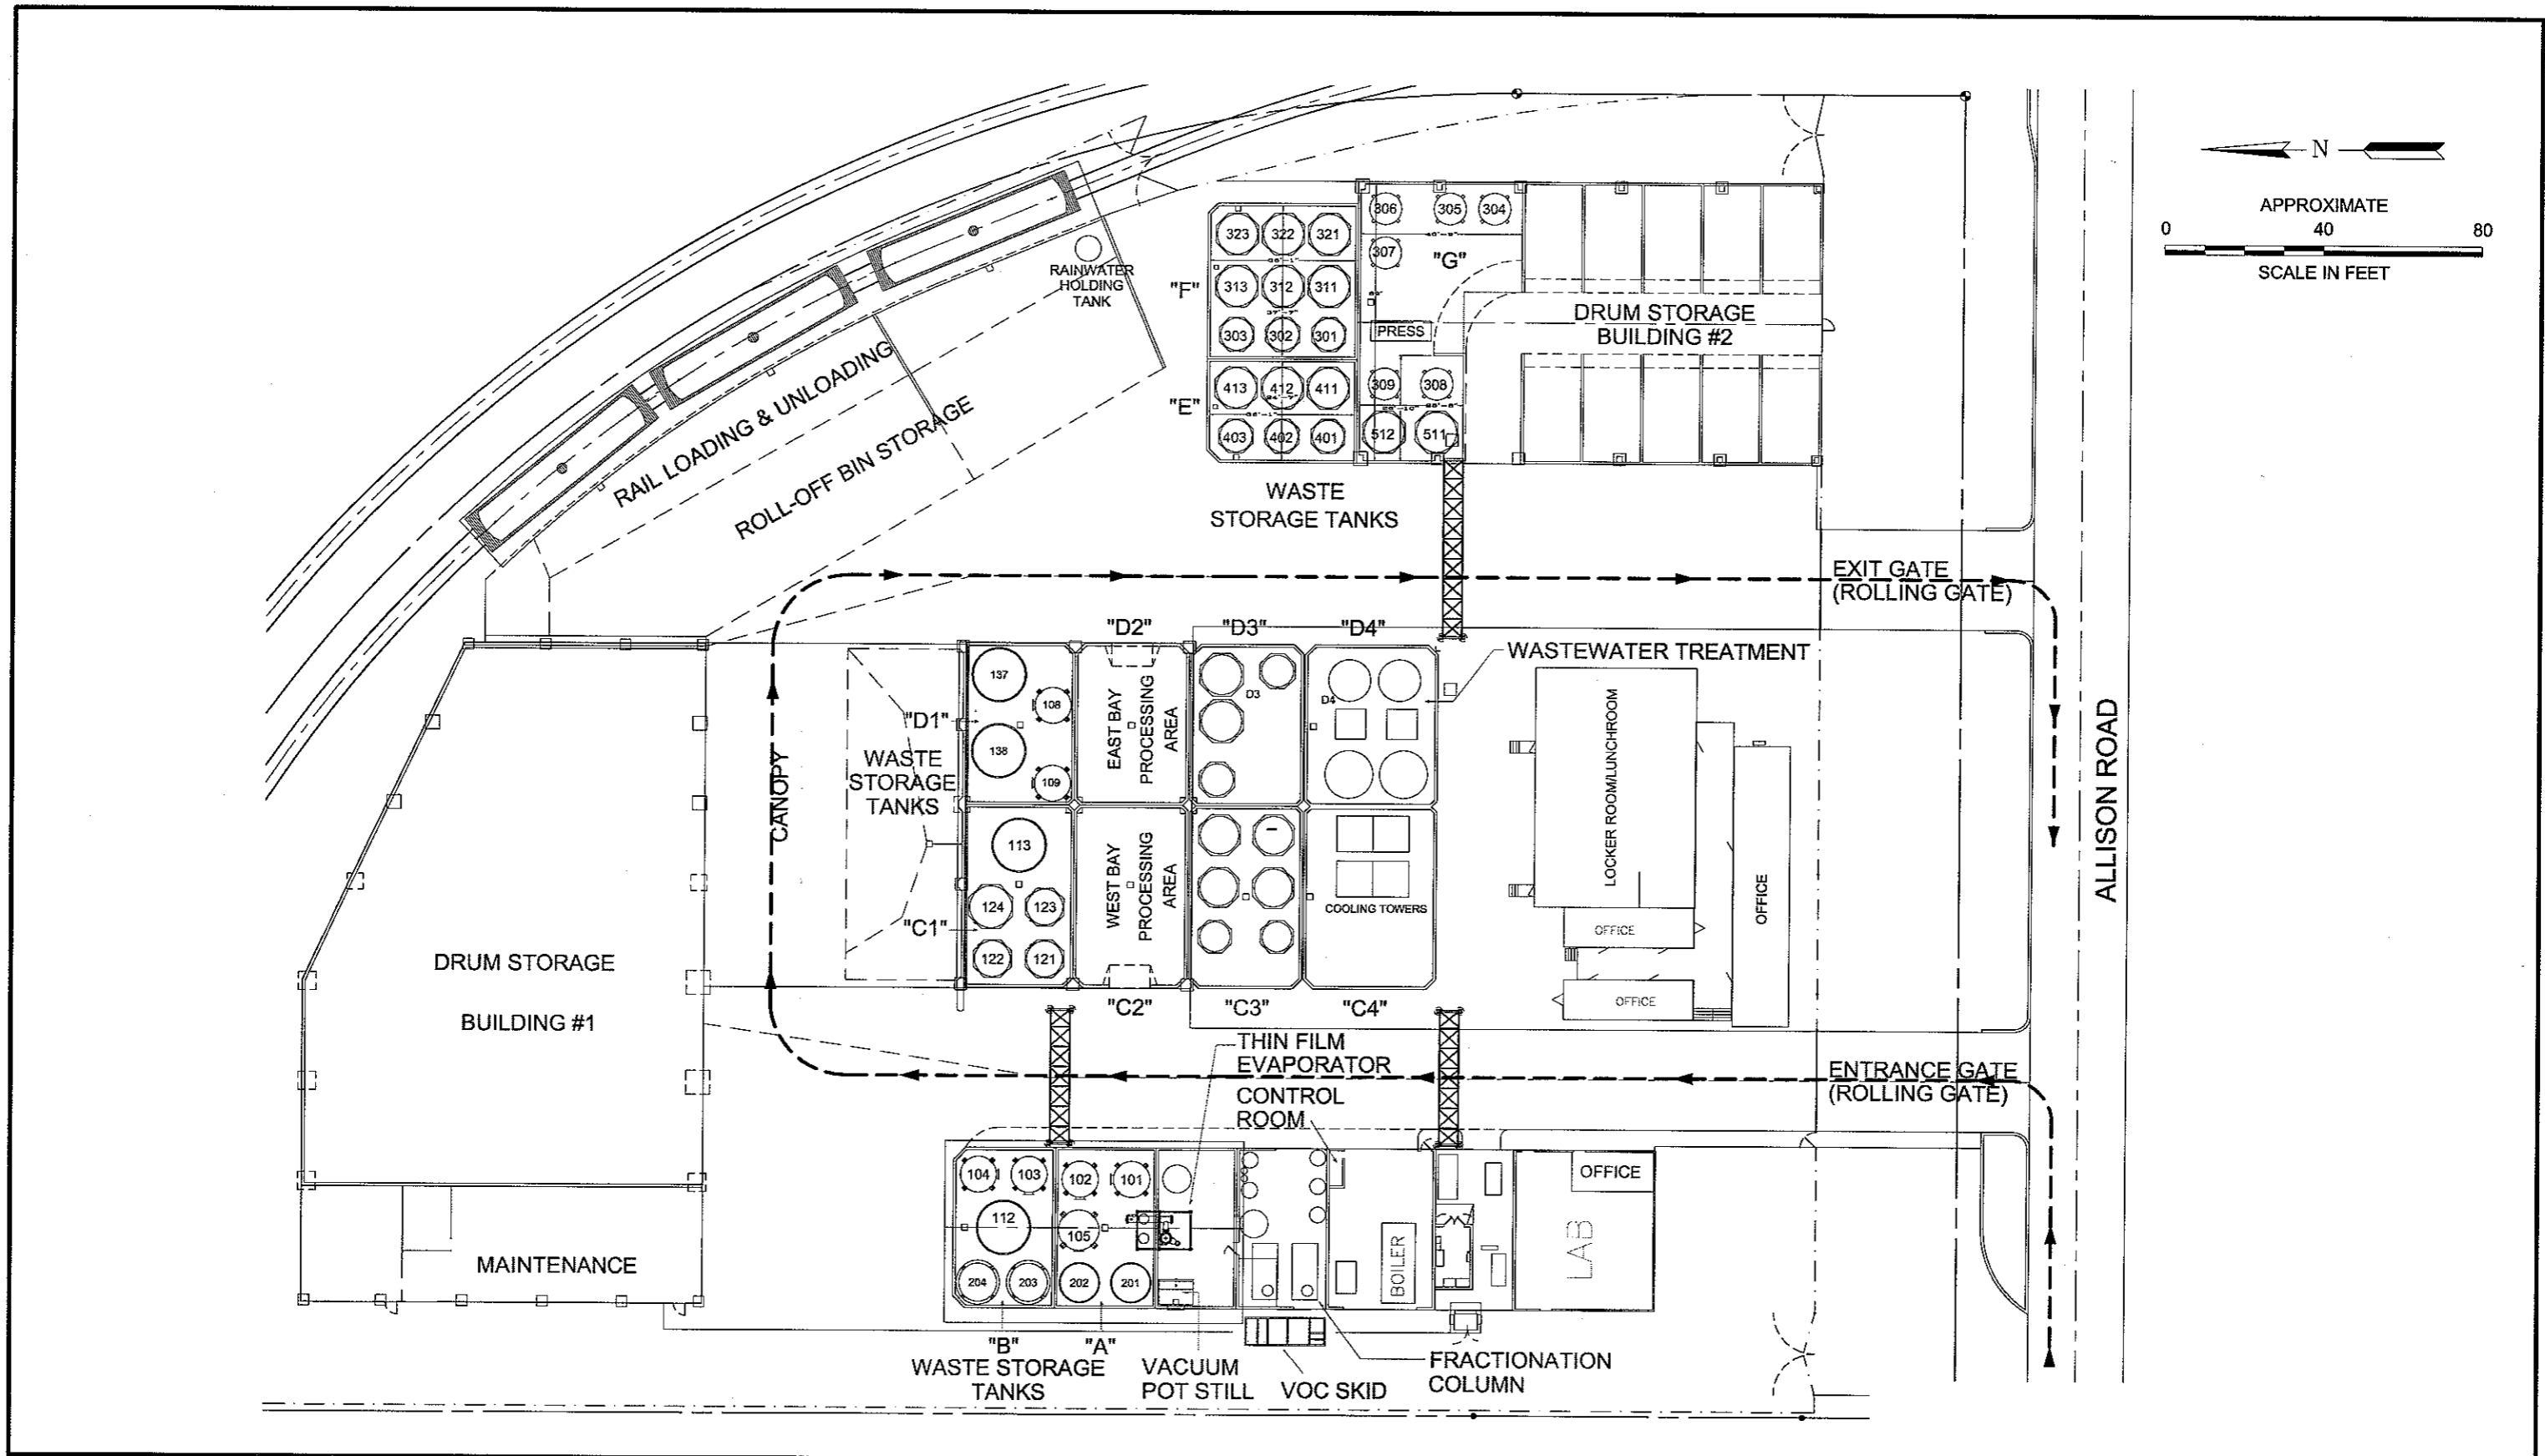 N
APPROXIMATE
0 40 80
SCALE IN FEET
306 305 304
323 322 321
307
"G"
RAINWATER
HOLDING
TANK
"F"
313 312 311
303 302 301
PRESS
DRUM STORAGE
BUILDING #2
"E"
413 412 411
309 308
403 402 401
512 511
RAIL LOADING & UNLOADING
ROLL-OFF BIN STORAGE
WASTE
STORAGE TANKS
EXIT GATE
(ROLLING GATE)
"D2" "D3" "D4"
WASTEWATER TREATMENT
137
108
"D1"
138
109
EAST BAY
PROCESSING
AREA
D3
D4
WASTE
STORAGE
TANKS
CANOPY
LOCKER ROOM/LUNCHROOM
OFFICE
ALLISON ROAD
113
124 123
"C1"
122 121
WEST BAY
PROCESSING
AREA
COOLING TOWERS
OFFICE
OFFICE
"C2" "C3" "C4"
DRUM STORAGE
BUILDING #1
THIN FILM
EVAPORATOR
ENTRANCE GATE
(ROLLING GATE)
CONTROL
ROOM
104 103 102 101
OFFICE
112
105
204 203 202 201
BOILER
LAB
MAINTENANCE
"B" "A"
WASTE STORAGE
TANKS
VACUUM
POT STILL
VOC SKID
FRACTIONATION
COLUMN